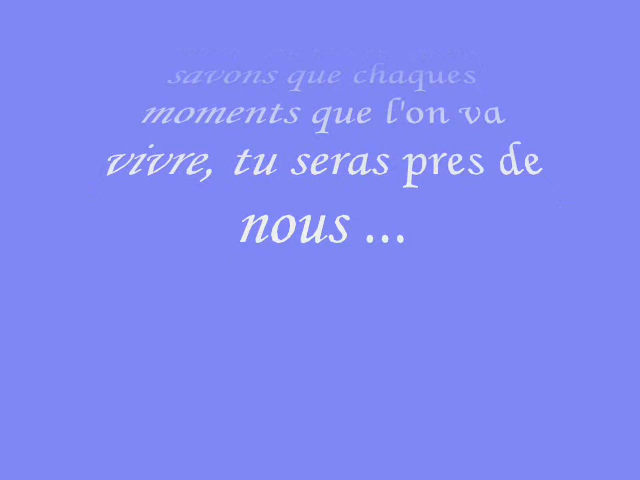 savons que chaques
moments que l'on va
vivre, tu seras pres de
nous ...